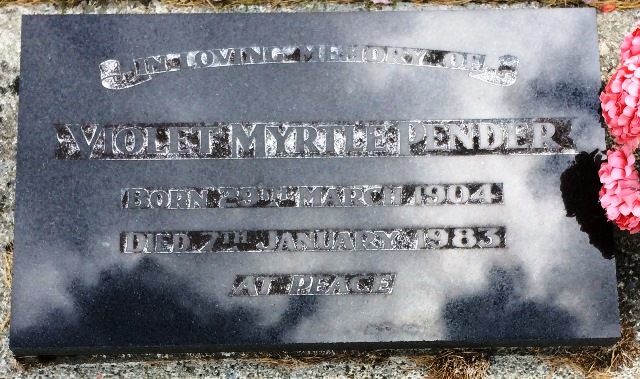 IN LOVING MEMORY OF
VIOLET MYRTLE PENDER
BORN 29TH MARCH 1904
DIED 7TH JANUARY 1983
AT PEACE